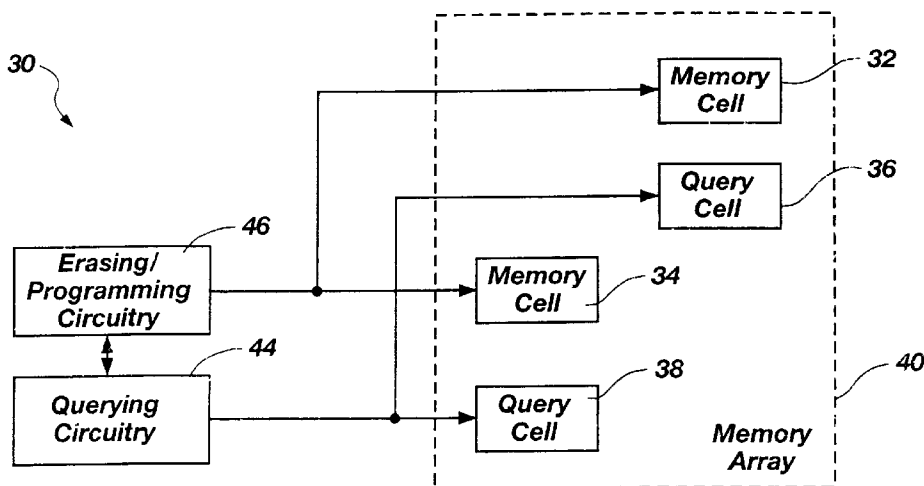 30
32
Memory
Cell
36
Query
Cell
46
Erasing/
Programming
Circuitry
Memory
Cell
34
44
Querying
Circuitry
38
Query
Cell
40
Memory
Array